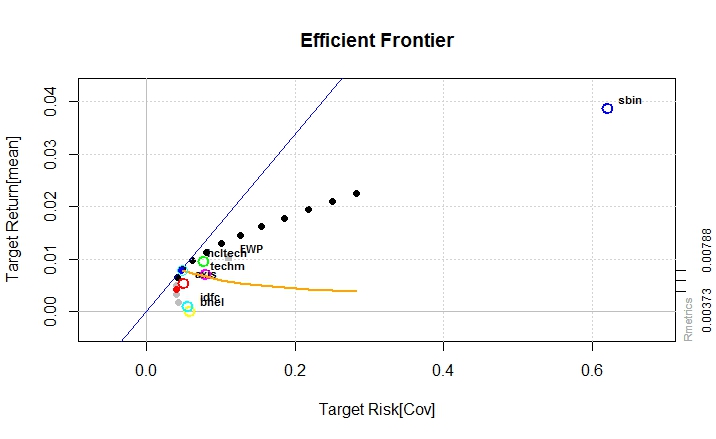 Efficient Frontier
Target Return[mean]
0.04
0.03
0.02
0.01
0.00
sbin
EWP
hcltech
techm
axis
idfc
bhel
0.00788
0.00373
Rmetrics
0.0
0.2
0.4
0.6
Target Risk[Cov]